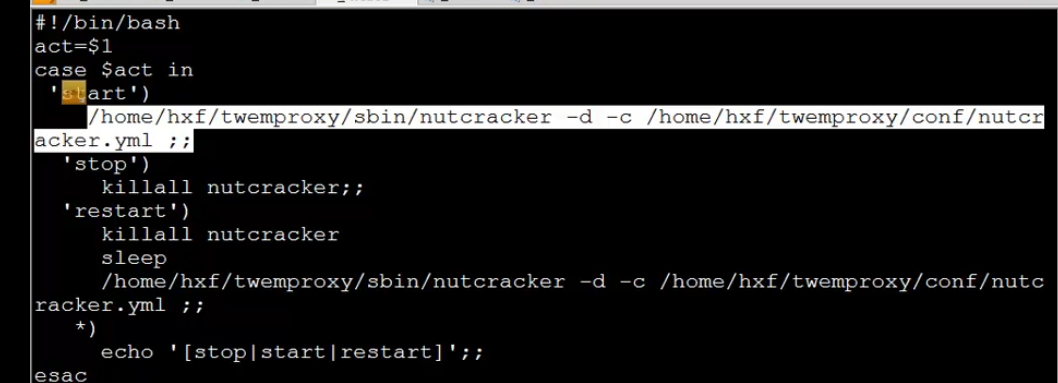 #!/bin/bash
act=$1
case $act in
 'start')
    /home/hxf/twemproxy/sbin/nutcracker -d -c /home/hxf/twemproxy/conf/nutcr
acker.yml ;;
  'stop')
     killall nutcracker;;
  'restart')
     killall nutcracker
     sleep
     /home/hxf/twemproxy/sbin/nutcracker -d -c /home/hxf/twemproxy/conf/nutc
racker.yml ;;
   *)
     echo '[stop|start|restart]';;
esac